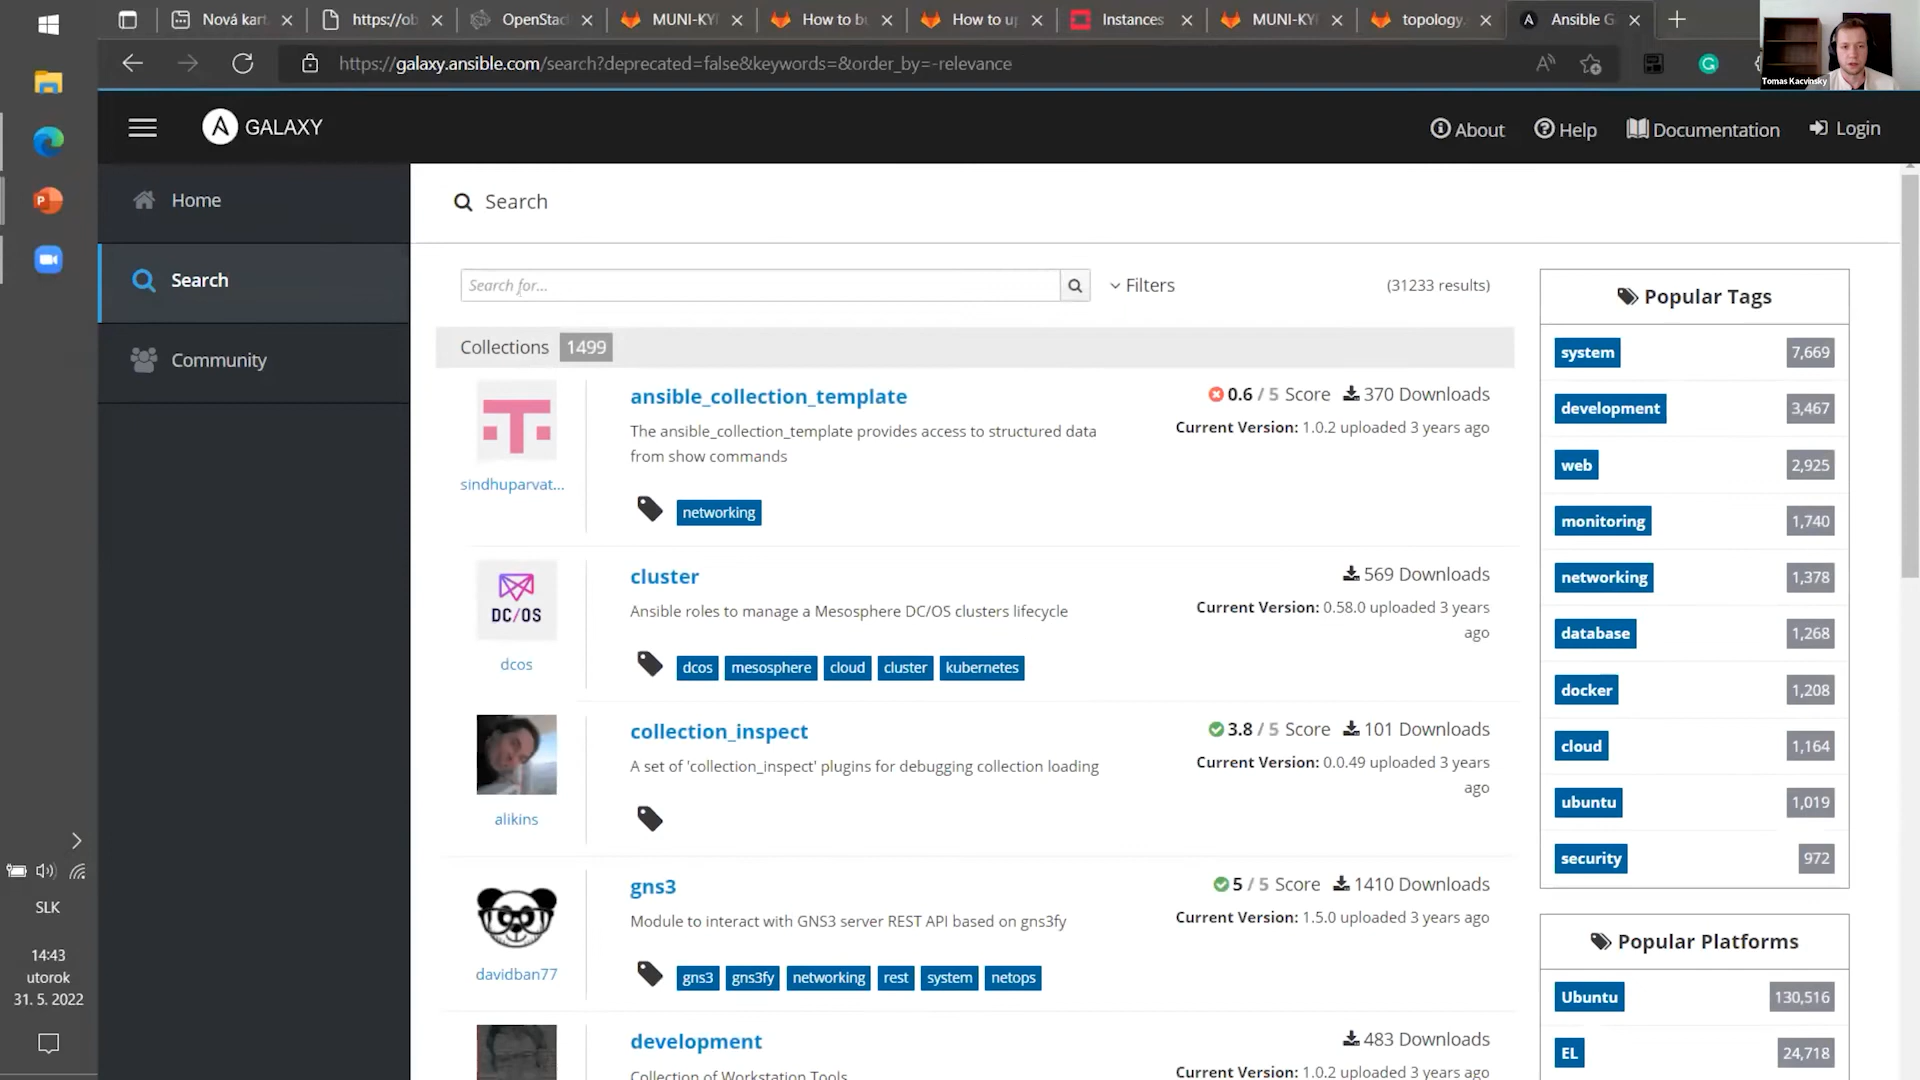 Nová kart
https://ob
OpenStac
MUNI-KYP
How to bu
How to up
Instances
MUNI-KYP
topology.
Ansible G
https://galaxy.ansible.com/search?deprecated=false&keywords=&order_by=-relevance
Tomas Kacvinsky
GALAXY
About
Help
Documentation
Login
Home
Search
Community
Search
Search for...
Filters
(31233 results)
Collections 1499
ansible_collection_template
0.6 / 5 Score 370 Downloads
The ansible_collection_template provides access to structured data
from show commands
Current Version: 1.0.2 uploaded 3 years ago
sindhuparvat...
networking
cluster
569 Downloads
Ansible roles to manage a Mesosphere DC/OS clusters lifecycle
Current Version: 0.58.0 uploaded 3 years
ago
DC/OS
dcos
dcos mesosphere cloud cluster kubernetes
collection_inspect
3.8 / 5 Score 101 Downloads
A set of 'collection_inspect' plugins for debugging collection loading
Current Version: 0.0.49 uploaded 3 years
ago
alikins
gns3
5 / 5 Score 1410 Downloads
Module to interact with GNS3 server REST API based on gns3fy
Current Version: 1.5.0 uploaded 3 years ago
davidban77
gns3 gns3fy networking rest system netops
development
483 Downloads
Collection of Workstation Tools
Current Version: 1.0.2 uploaded 3 years ago
Popular Tags
system 7,669
development 3,467
web 2,925
monitoring 1,740
networking 1,378
database 1,268
docker 1,208
cloud 1,164
ubuntu 1,019
security 972
Popular Platforms
Ubuntu 130,516
EL 24,718
SLK
14:43
utorok
31. 5. 2022